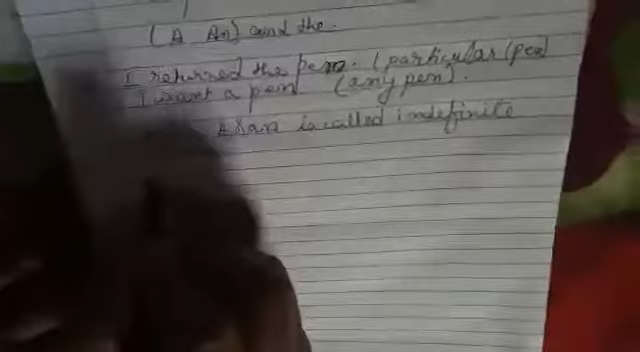 (A An) and the.
I returned the pen. (particular (pen)
I want a pen (any pen).
A & an is called indefinite